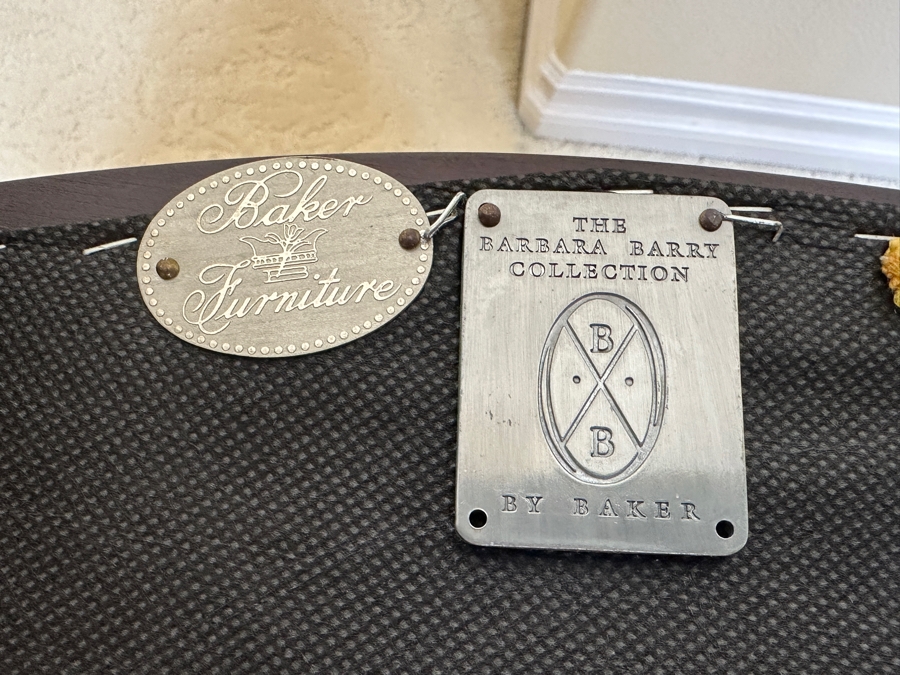 Baker
Furniture
THE
BARBARA BARRY
COLLECTION
B
B
BY BAKER